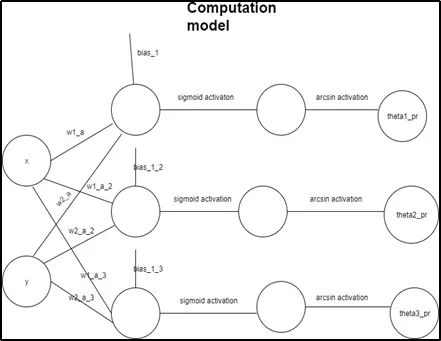 Computation
model
bias_1
sigmoid activation
arcsin activation
theta1_pr
w1_a
x
w2_a
w1_a_2
bias_1_2
sigmoid activation
arcsin activation
theta2_pr
w2_a_2
y
w1_a_3
bias_1_3
w2_a_3
sigmoid activation
arcsin activation
theta3_pr